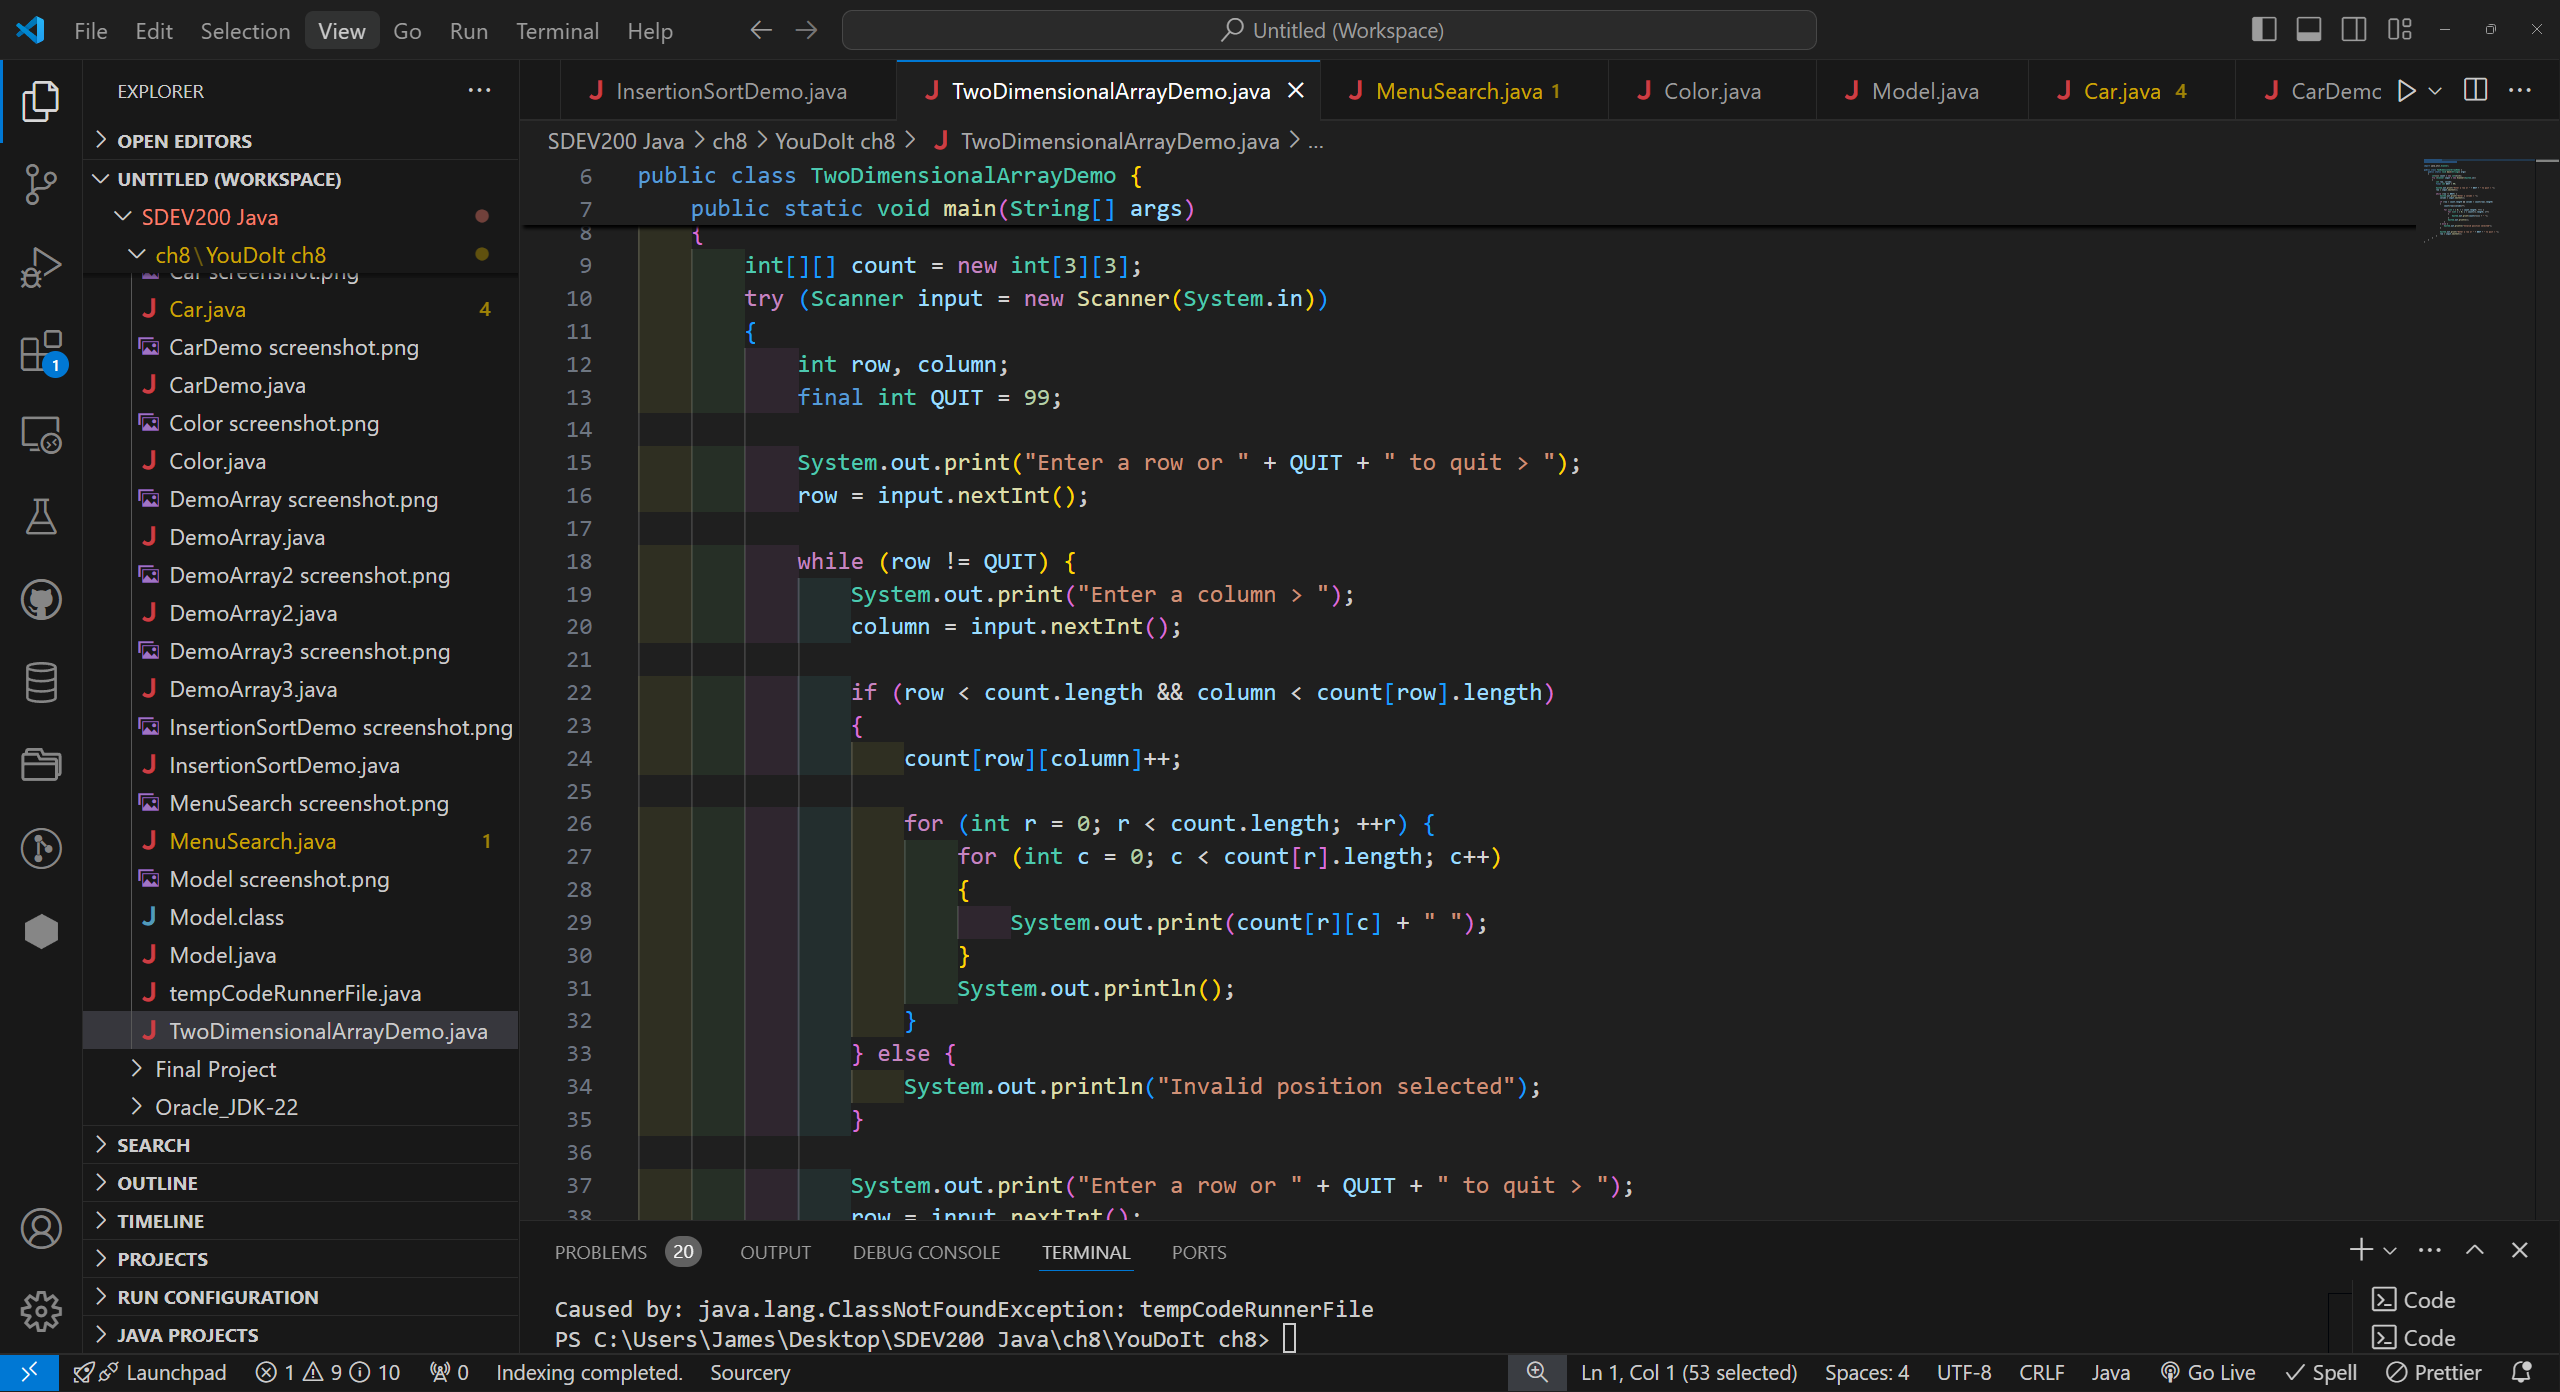 File Edit Selection View Go Run Terminal Help
Untitled (Workspace)
EXPLORER
OPEN EDITORS
UNTITLED (WORKSPACE)
SDEV200 Java
ch8\YouDoIt ch8
Car screenshot.png
Car.java 4
CarDemo screenshot.png
CarDemo.java
Color screenshot.png
Color.java
DemoArray screenshot.png
DemoArray.java
DemoArray2 screenshot.png
DemoArray2.java
DemoArray3 screenshot.png
DemoArray3.java
InsertionSortDemo screenshot.png
InsertionSortDemo.java
MenuSearch screenshot.png
MenuSearch.java 1
Model screenshot.png
Model.class
Model.java
tempCodeRunnerFile.java
TwoDimensionalArrayDemo.java
Final Project
Oracle_JDK-22
SEARCH
OUTLINE
TIMELINE
PROJECTS
RUN CONFIGURATION
JAVA PROJECTS
1
InsertionSortDemo.java TwoDimensionalArrayDemo.java MenuSearch.java 1 Color.java Model.java Car.java 4 CarDemo
SDEV200 Java > ch8 > YouDoIt ch8 > TwoDimensionalArrayDemo.java > ...
6 public class TwoDimensionalArrayDemo {
7 public static void main(String[] args)
8 {
9 int[][] count = new int[3][3];
10 try (Scanner input = new Scanner(System.in))
11 {
12 int row, column;
13 final int QUIT = 99;
14
15 System.out.print("Enter a row or " + QUIT + " to quit > ");
16 row = input.nextInt();
17
18 while (row != QUIT) {
19 System.out.print("Enter a column > ");
20 column = input.nextInt();
21
22 if (row < count.length && column < count[row].length)
23 {
24 count[row][column]++;
25
26 for (int r = 0; r < count.length; ++r) {
27 for (int c = 0; c < count[r].length; c++)
28 {
29 System.out.print(count[r][c] + " ");
30 }
31 System.out.println();
32 }
33 } else {
34 System.out.println("Invalid position selected");
35 }
36
37 System.out.print("Enter a row or " + QUIT + " to quit > ");
38 row = input.nextInt();
PROBLEMS 20 OUTPUT DEBUG CONSOLE TERMINAL PORTS
Caused by: java.lang.ClassNotFoundException: tempCodeRunnerFile
PS C:\Users\James\Desktop\SDEV200 Java\ch8\YouDoIt ch8>
Code
Code
Launchpad 1 9 10 0 Indexing completed. Sourcery Ln 1, Col 1 (53 selected) Spaces: 4 UTF-8 CRLF Java Go Live Spell Prettier